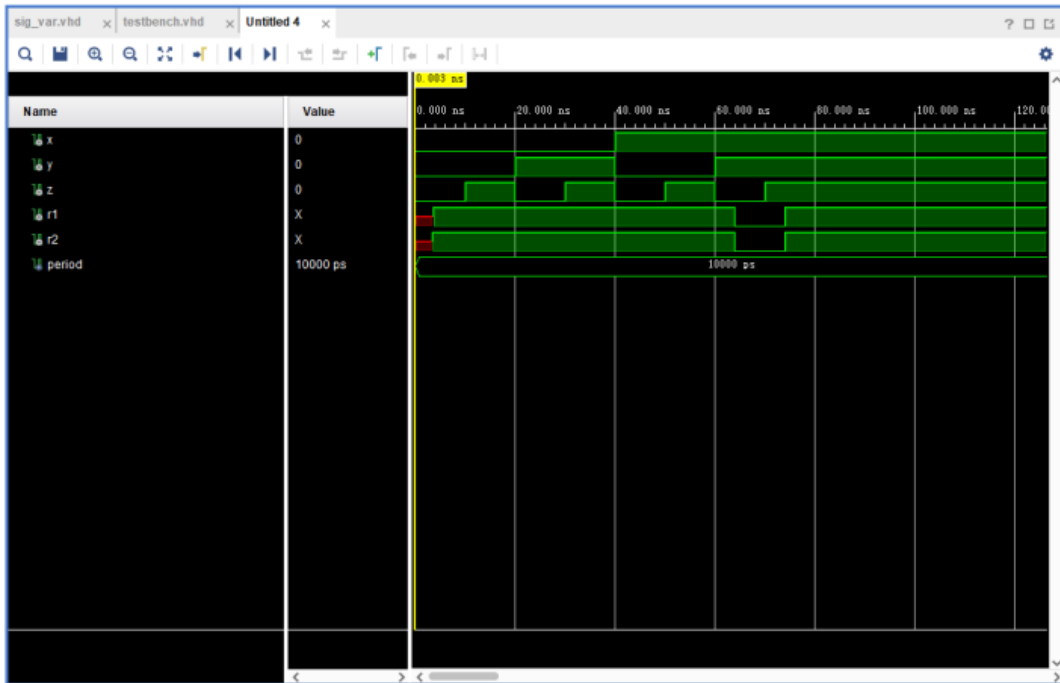 sig_var.vhd × testbench.vhd × Untitled 4 ×
0.003 ns
Name Value
0.000 ns 20.000 ns 40.000 ns 60.000 ns 80.000 ns 100.000 ns 120.0
x 0
y 0
z 0
r1 X
r2 X
period 10000 ps 10000 ps